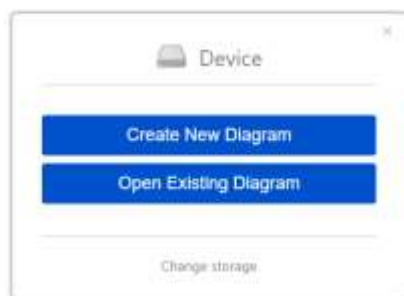 Device
Create New Diagram
Open Existing Diagram
Change storage